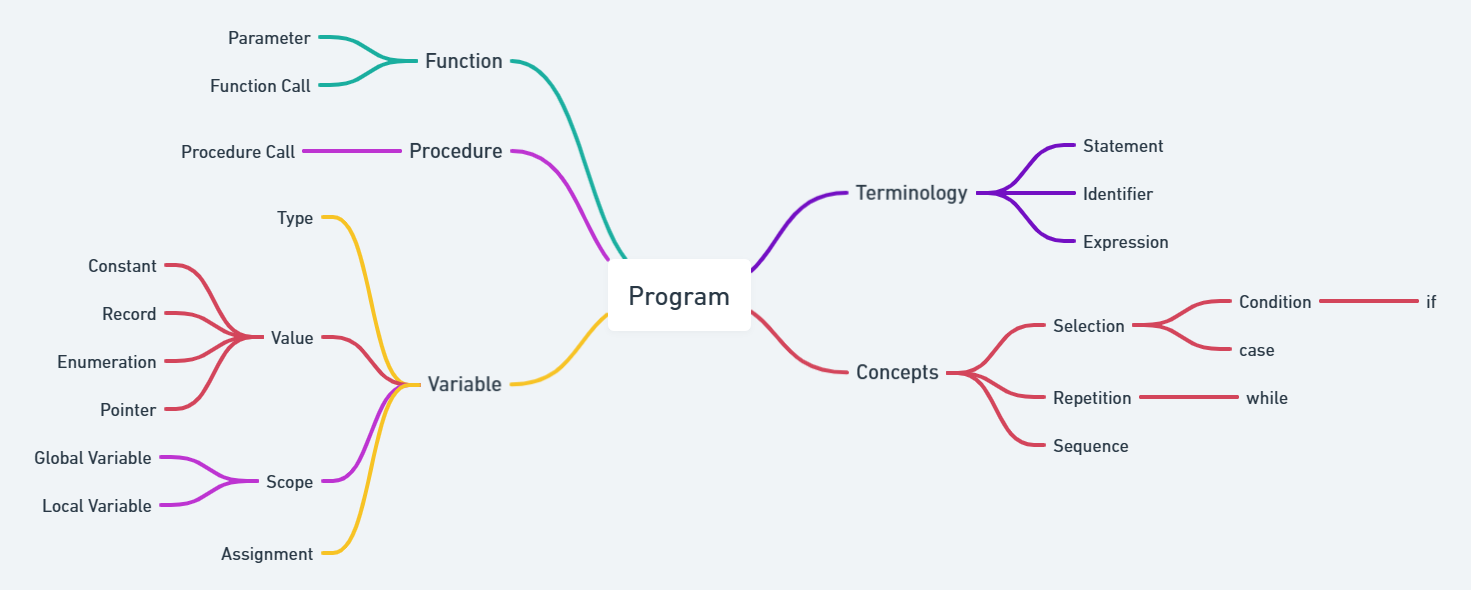 Program
Function
Parameter
Function Call
Procedure
Procedure Call
Variable
Type
Value
Constant
Record
Enumeration
Pointer
Scope
Global Variable
Local Variable
Assignment
Terminology
Statement
Identifier
Expression
Concepts
Selection
Condition
if
case
Repetition
while
Sequence